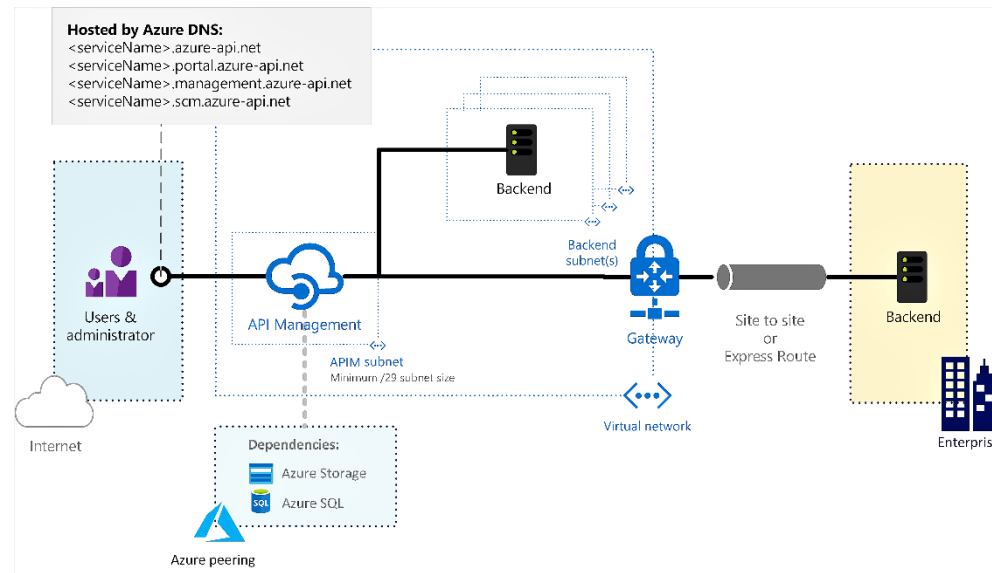 Hosted by Azure DNS:
<serviceName>.azure-api.net
<serviceName>.portal.azure-api.net
<serviceName>.management.azure-api.net
<serviceName>.scm.azure-api.net
Backend
Backend
subnet(s)
Users &
administrator
API Management
APIM subnet
Minimum /29 subnet size
Gateway
Site to site
or
Express Route
Backend
Internet
Virtual network
Enterpris
Dependencies:
Azure Storage
SQL
Azure SQL
Azure peering